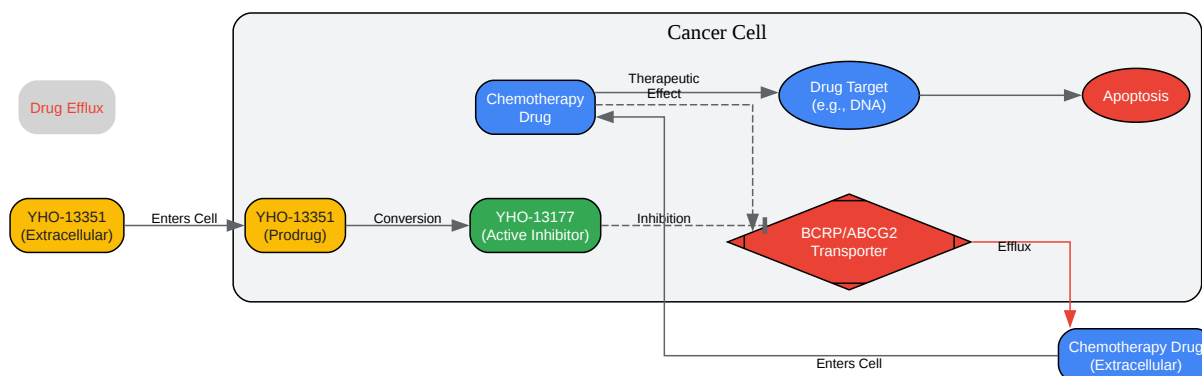 Cancer Cell
Drug Efflux
Chemotherapy
Drug
Therapeutic
Effect
Drug Target
(e.g., DNA)
Apoptosis
YHO-13351
(Extracellular)
Enters Cell
YHO-13351
(Prodrug)
Conversion
YHO-13177
(Active Inhibitor)
Inhibition
BCRP/ABCG2
Transporter
Efflux
Enters Cell
Chemotherapy Drug
(Extracellular)